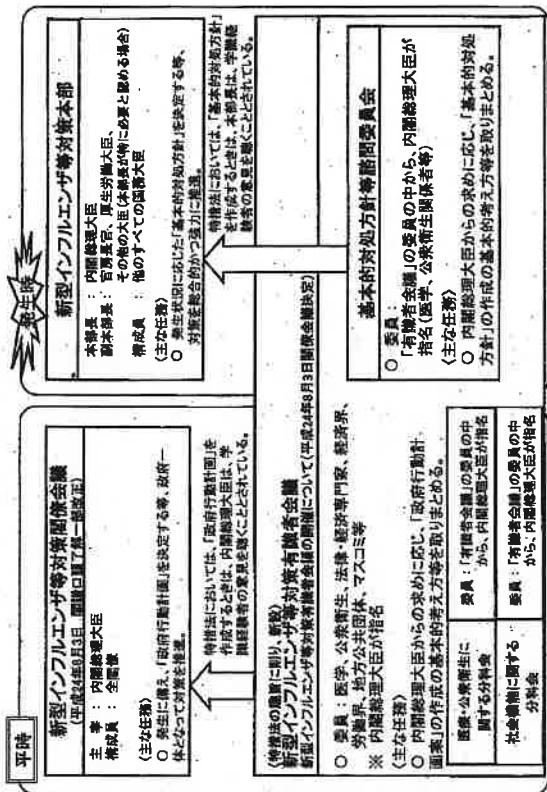 平時
新型インフルエンザ等対策閣僚会議
(平成24年8月3日 閣議口頭了解一部改正)
主 宰 : 内閣総理大臣
構成員 : 全閣僚
〈主な任務〉
○ 発生に備え、「政府行動計画」を決定する等、政府一
体となって対策を推進。
特措法においては、「政府行動計画」を
作成するときは、内閣総理大臣は、学
識経験者の意見を聴くこととされている。
〈特措法の趣旨に則り、新設〉
新型インフルエンザ等対策有識者会議
新型インフルエンザ等対策有識者会議の開催について(平成24年8月3日閣僚会議決定)
○ 委員:医学、公衆衛生、法律・経済専門家、経済界、
労働界、地方公共団体、マスコミ等
※ 内閣総理大臣が指名
〈主な任務〉
○ 内閣総理大臣からの求めに応じ、「政府行動計
画案」の作成の基本的考え方等を取りまとめる。
医療・公衆衛生に
関する分科会
委員:「有識者会議」の委員の中
から、内閣総理大臣が指名
社会機能に関する
分科会
委員:「有識者会議」の委員の中
から、内閣総理大臣が指名
発生時
新型インフルエンザ等対策本部
本部長 : 内閣総理大臣
副本部長 : 官房長官、厚生労働大臣、
その他の大臣(本部長が特に必要と認める場合)
構成員 : 他のすべての国務大臣
〈主な任務〉
○ 発生状況に応じた「基本的対処方針」を決定する等、
対策を総合的かつ強力に推進。
特措法においては、「基本的対処方針」
を作成するときは、本部長は、学識経
験者の意見を聴くこととされている。
基本的対処方針等諮問委員会
○ 委員:
「有識者会議」の委員の中から、内閣総理大臣が
指名(医学、公衆衛生関係者等)
〈主な任務〉
○ 内閣総理大臣からの求めに応じ、「基本的対処
方針」の作成の基本的考え方等を取りまとめる。